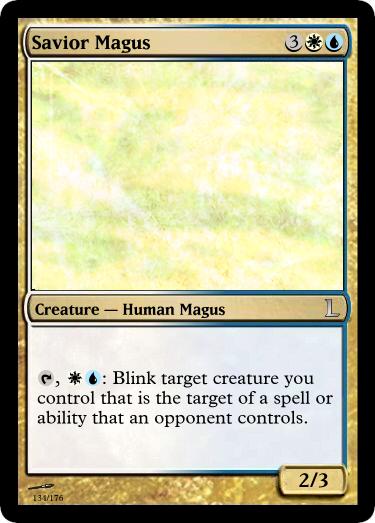 Savior Magus 3
Creature — Human Magus L
, : Blink target creature you
control that is the target of a spell or
ability that an opponent controls.
2/3
134/176